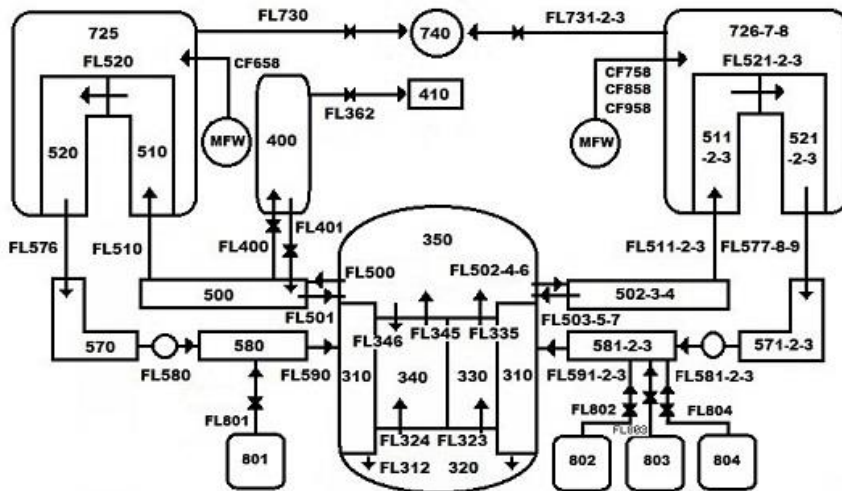 FL730
740
FL731-2-3
725
726-7-8
FL520
CF658
FL362
410
CF758
CF858
CF958
FL521-2-3
520
510
MFW
400
MFW
511
-2-3
521
-2-3
FL576
FL510
FL400
FL401
350
FL511-2-3
FL577-8-9
500
FL500
FL502-4-6
502-3-4
FL501
FL503-5-7
570
580
FL346
FL345
FL335
581-2-3
571-2-3
FL580
FL590
310
340
330
310
FL591-2-3
FL581-2-3
FL801
FL324
FL323
FL802
FL803
FL804
801
FL312
320
802
803
804